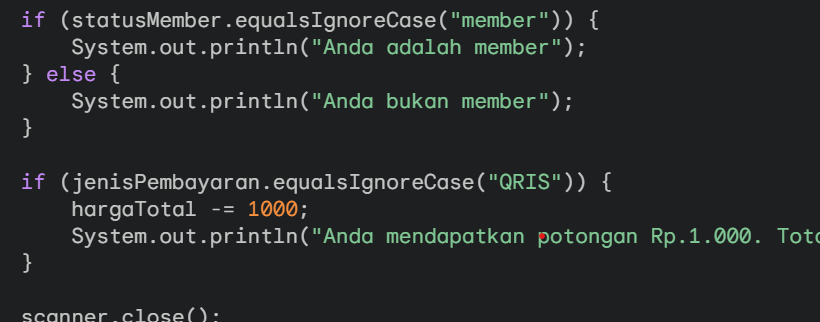 if (statusMember.equalsIgnoreCase("member")) {
    System.out.println("Anda adalah member");
} else {
    System.out.println("Anda bukan member");
}

if (jenisPembayaran.equalsIgnoreCase("QRIS")) {
    hargaTotal -= 1000;
    System.out.println("Anda mendapatkan potongan Rp.1.000.
}

scanner.close();